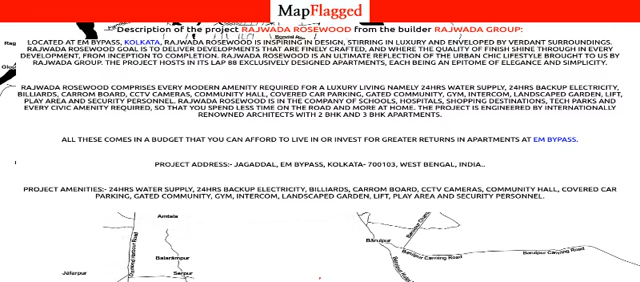 MapFlagged
Description of the project RAJWADA ROSEWOOD from the builder RAJWADA GROUP:
LOCATED AT EM BYPASS, KOLKATA, RAJWADA ROSEWOOD IS INSPIRING IN DESIGN, STIRRING IN LUXURY AND ENVELOPED BY VERDANT SURROUNDINGS.
RAJWADA ROSEWOOD GOAL IS TO DELIVER DEVELOPMENTS THAT ARE FINELY CRAFTED, AND WHERE THE QUALITY OF FINISH SHINE THROUGH IN EVERY
DEVELOPMENT, FROM INCEPTION TO COMPLETION. RAJWADA ROSEWOOD IS AN ULTIMATE REFLECTION OF THE URBAN CHIC LIFESTYLE BROUGHT TO US BY
RAJWADA GROUP. THE PROJECT HOSTS IN ITS LAP 88 EXCLUSIVELY DESIGNED APARTMENTS, EACH BEING AN EPITOME OF ELEGANCE AND SIMPLICITY.
RAJWADA ROSEWOOD COMPRISES EVERY MODERN AMENITY REQUIRED FOR A LUXURY LIVING NAMELY 24HRS WATER SUPPLY, 24HRS BACKUP ELECTRICITY,
BILLIARDS, CARROM BOARD, CCTV CAMERAS, COMMUNITY HALL, COVERED CAR PARKING, GATED COMMUNITY, GYM, INTERCOM, LANDSCAPED GARDEN, LIFT,
PLAY AREA AND SECURITY PERSONNEL. RAJWADA ROSEWOOD IS IN THE COMPANY OF SCHOOLS, HOSPITALS, SHOPPING DESTINATIONS, TECH PARKS AND
EVERY CIVIC AMENITY REQUIRED, SO THAT YOU SPEND LESS TIME ON THE ROAD AND MORE AT HOME. THE PROJECT IS ENGINEERED BY INTERNATIONALLY
RENOWNED ARCHITECTS WITH 2 BHK AND 3 BHK APARTMENTS.
ALL THESE COMES IN A BUDGET THAT YOU CAN AFFORD TO LIVE IN OR INVEST FOR GREATER RETURNS IN APARTMENTS AT EM BYPASS.
PROJECT ADDRESS:- JAGADDAL, EM BYPASS, KOLKATA- 700103, WEST BENGAL, INDIA..
PROJECT AMENITIES:- 24HRS WATER SUPPLY, 24HRS BACKUP ELECTRICITY, BILLIARDS, CARROM BOARD, CCTV CAMERAS, COMMUNITY HALL, COVERED CAR
PARKING, GATED COMMUNITY, GYM, INTERCOM, LANDSCAPED GARDEN, LIFT, PLAY AREA AND SECURITY PERSONNEL.
Amtala
Diamond Harbour Road
Balarampur
Julierpur
Serpur
Baruipur
Baruipur Canning Road
Baruipur Canning Road